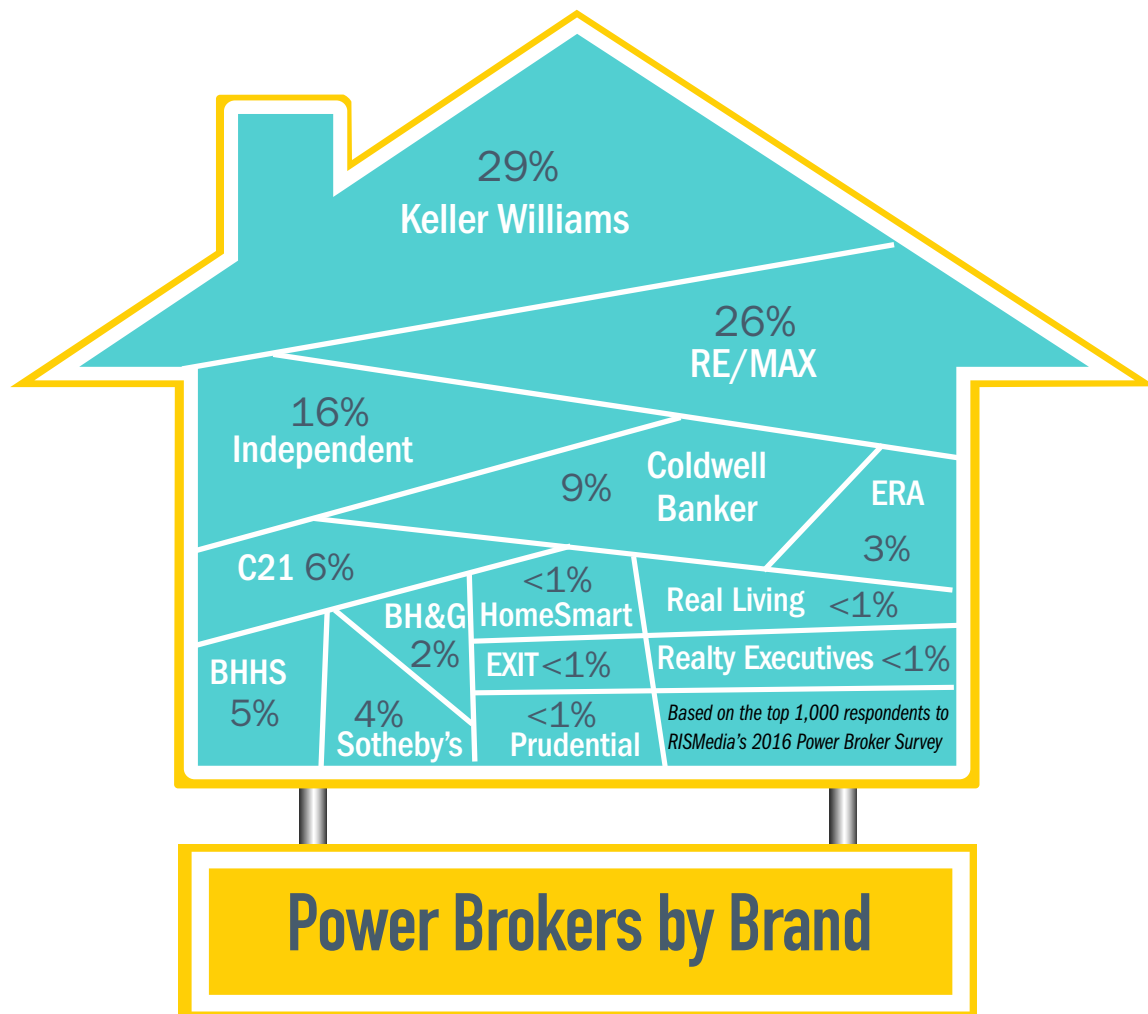 29%
Keller Williams
26%
RE/MAX
16%
Independent
9%
Coldwell
Banker
ERA
3%
C21 6%
<1%
HomeSmart
Real Living <1%
BH&G
2%
EXIT <1%
Realty Executives <1%
BHHS
5%
4%
Sotheby's
<1%
Prudential
Based on the top 1,000 respondents to
RISMedia's 2016 Power Broker Survey
Power Brokers by Brand